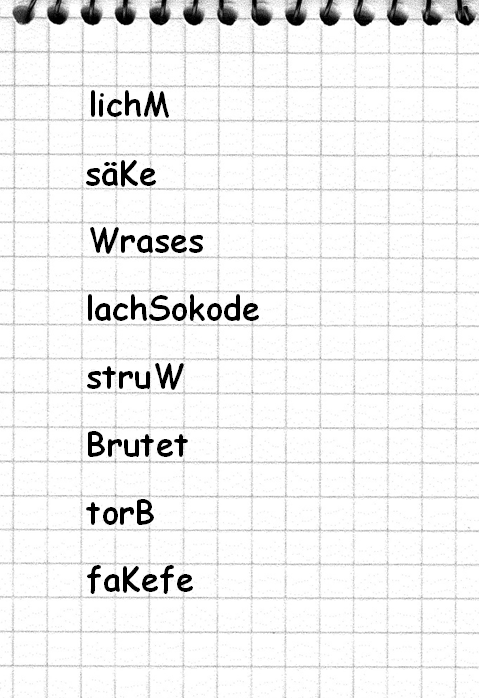 lichM
säKe
Wrases
lachSokode
struW
Brutet
torB
faKefe